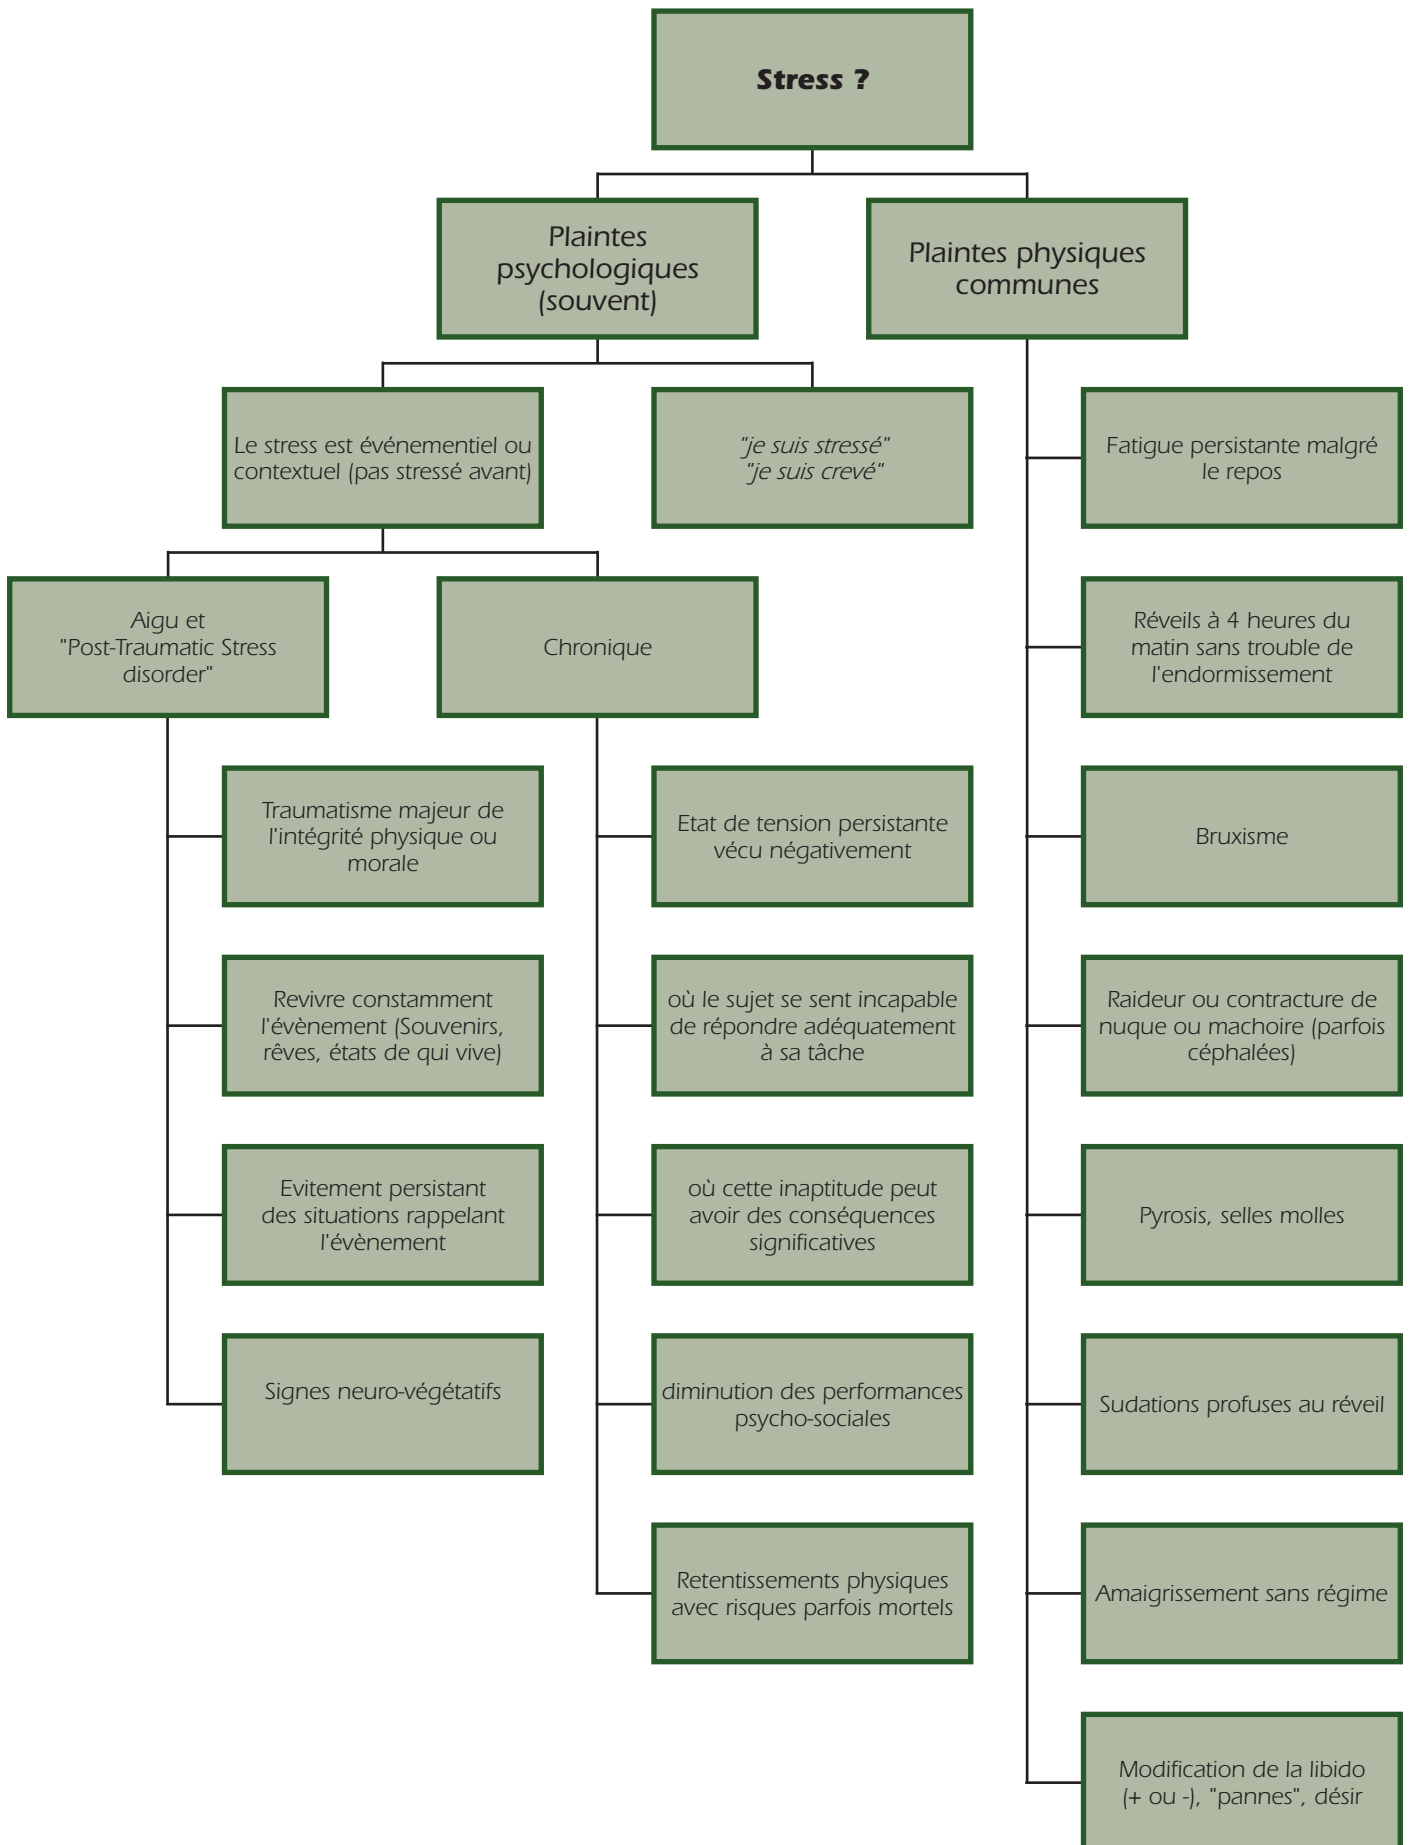 Stress ?
Plaintes
psychologiques
(souvent)
Plaintes physiques
communes
Le stress est événementiel ou
contextuel (pas stressé avant)
"je suis stressé"
"je suis crevé"
Fatigue persistante malgré
le repos
Aigu et
"Post-Traumatic Stress
disorder"
Chronique
Réveils à 4 heures du
matin sans trouble de
l'endormissement
Traumatisme majeur de
l'intégrité physique ou
morale
Etat de tension persistante
vécu négativement
Bruxisme
Revivre constamment
l'évènement (Souvenirs,
rêves, états de qui vive)
où le sujet se sent incapable
de répondre adéquatement
à sa tâche
Raideur ou contracture de
nuque ou machoire (parfois
céphalées)
Evitement persistant
des situations rappelant
l'évènement
où cette inaptitude peut
avoir des conséquences
significatives
Pyrosis, selles molles
Signes neuro-végétatifs
diminution des performances
psycho-sociales
Sudations profuses au réveil
Retentissements physiques
avec risques parfois mortels
Amaigrissement sans régime
Modification de la libido
(+ ou -), "pannes", désir